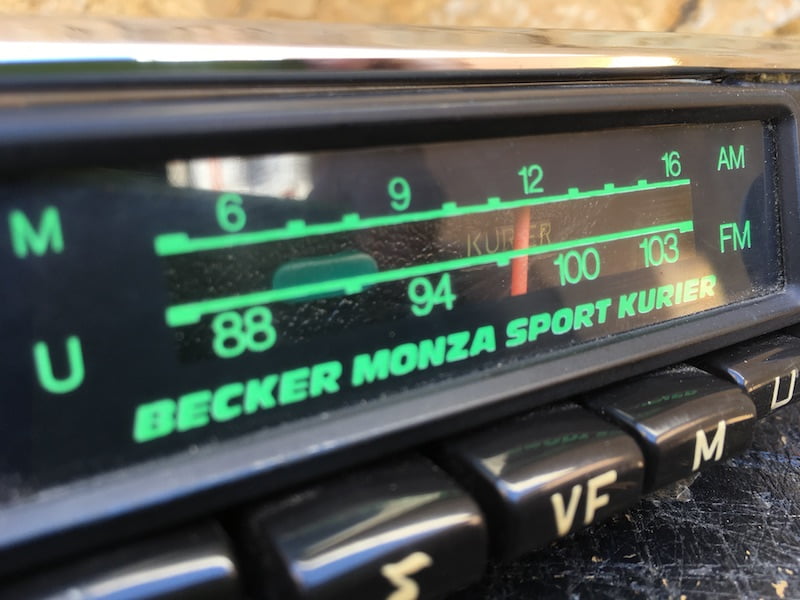 M 6 9 12 16 AM
KURIER
U 88 94 100 103 FM
BECKER MONZA SPORT KURIER
VF M U